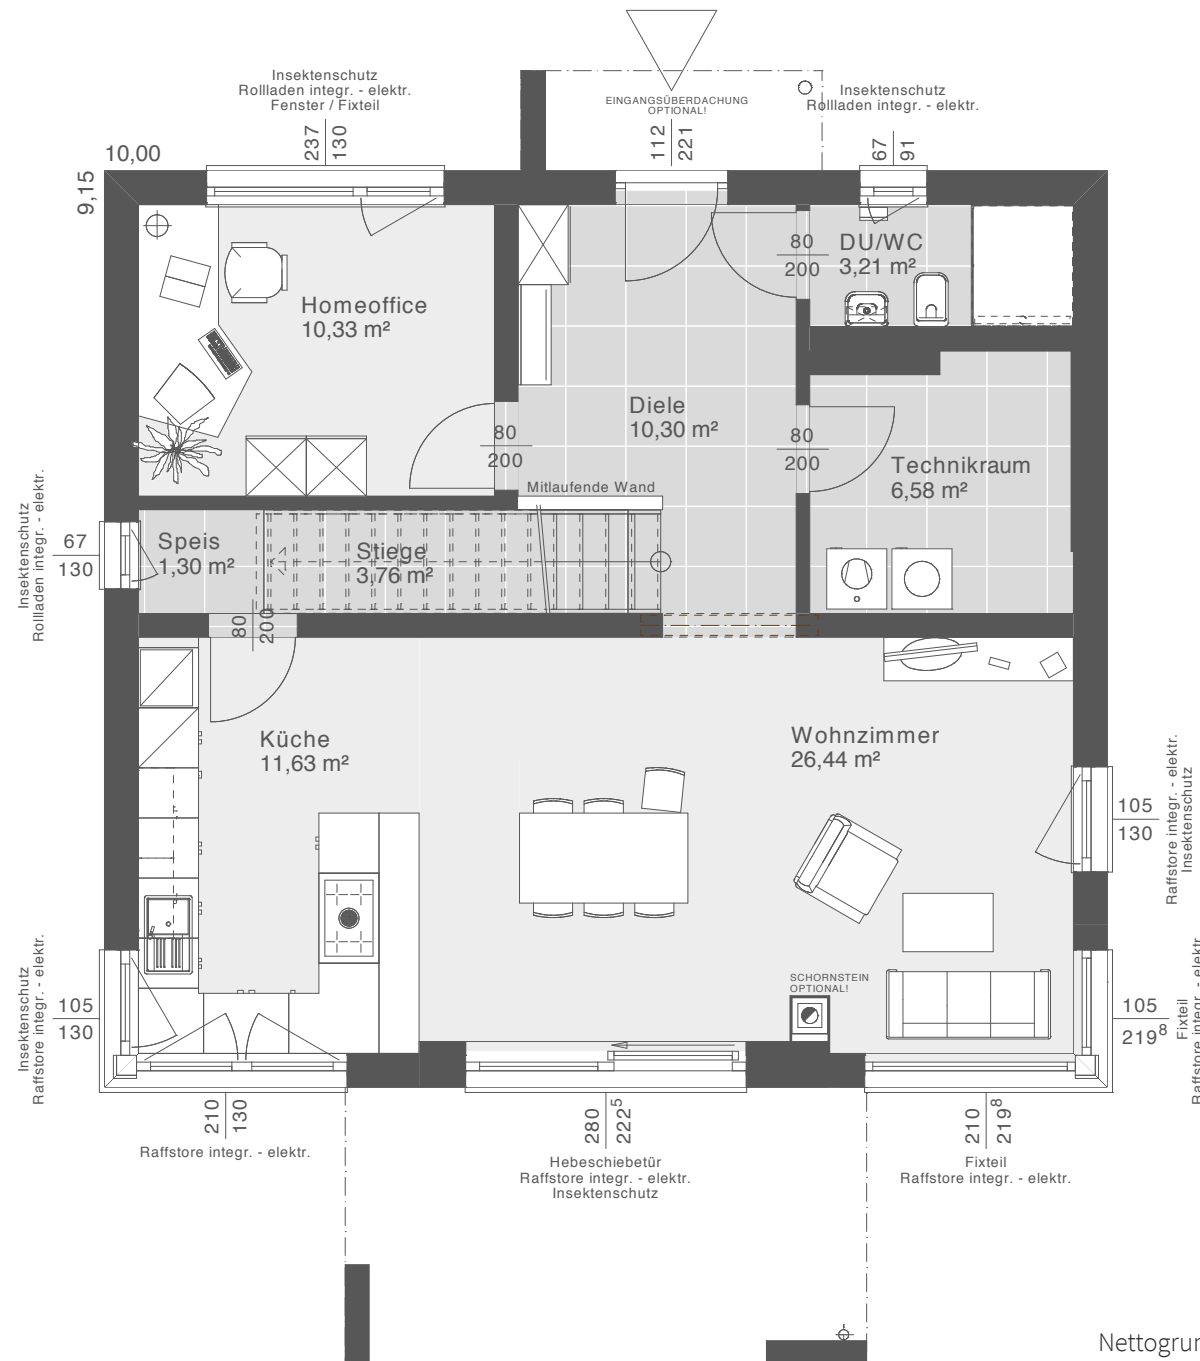 Insektenschutz
Rollladen integr. - elektr.
Fenster / Fixteil
EINGANGSÜBERDACHUNG
OPTIONAL!
Insektenschutz
Rollladen integr. - elektr.
237
130
112
221
67
91
10,00
9,15
80
200
DU/WC
3,21 m²
Homeoffice
10,33 m²
Diele
10,30 m²
80
200
80
200
Technikraum
6,58 m²
Mitlaufende Wand
Insektenschutz
Rollladen integr. - elektr.
67
130
Speis
1,30 m²
Stiege
3,76 m²
80
200
Küche
11,63 m²
Wohnzimmer
26,44 m²
105
130
Raffstore integr. - elektr.
Insektenschutz
Insektenschutz
Raffstore integr. - elektr.
105
130
SCHORNSTEIN
OPTIONAL!
105
219⁸
Fixteil
Raffstore integr. - elektr.
210
130
Raffstore integr. - elektr.
280
222⁵
Hebeschiebetür
Raffstore integr. - elektr.
Insektenschutz
210
219⁸
Fixteil
Raffstore integr. - elektr.
Nettogrun